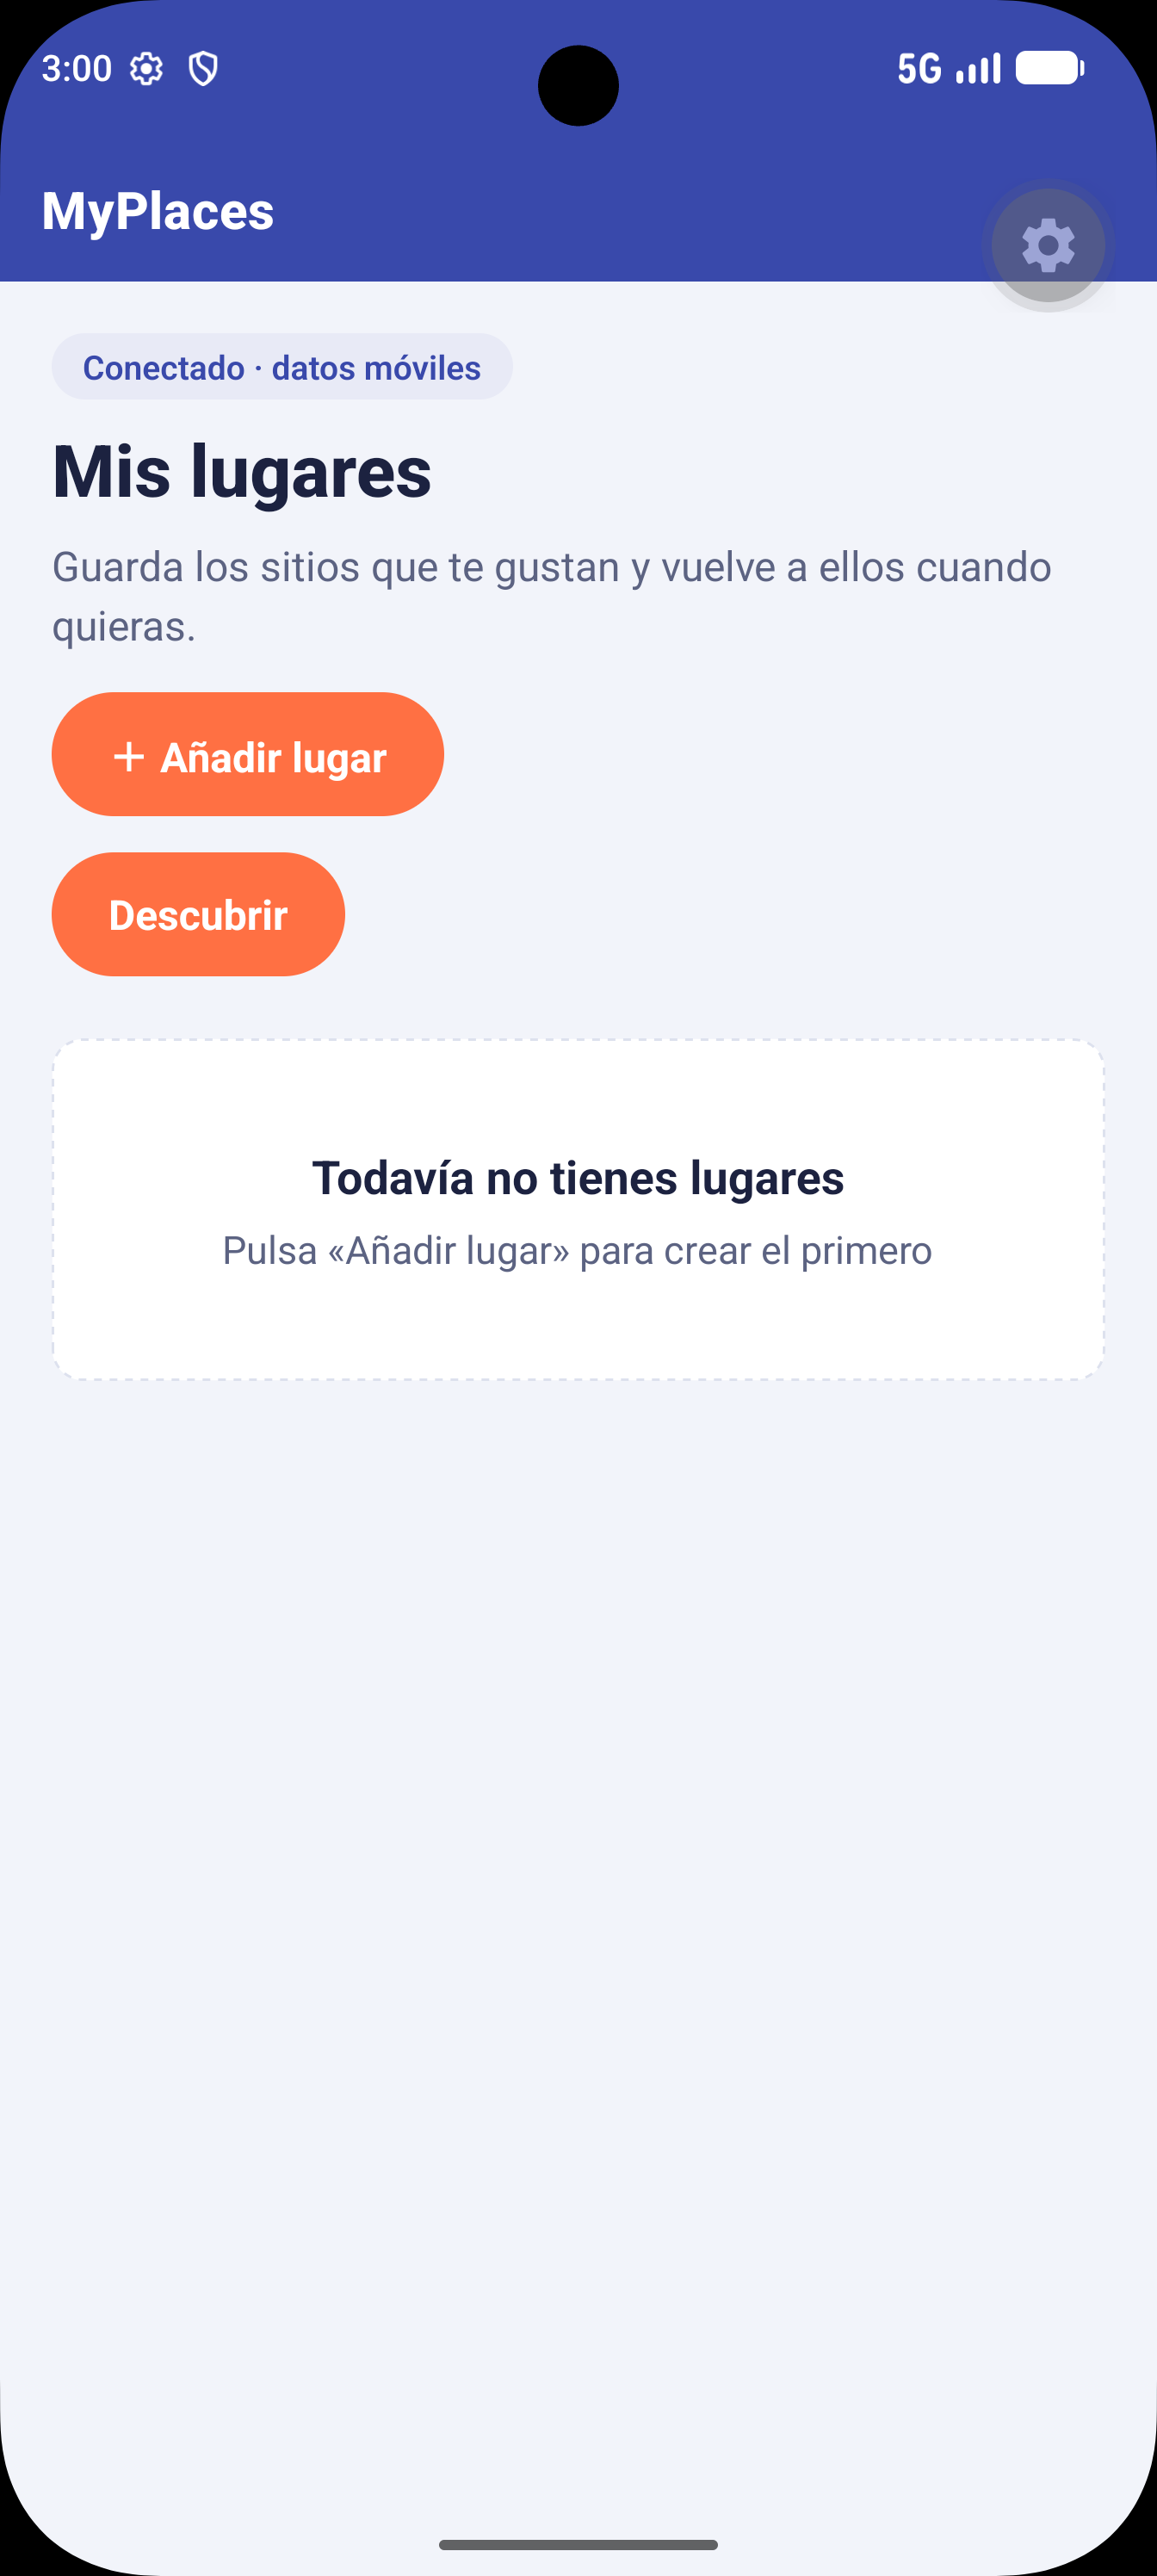 3:00
5G
MyPlaces
Conectado · datos móviles
Mis lugares
Guarda los sitios que te gustan y vuelve a ellos cuando
quieras.
+ Añadir lugar
Descubrir
Todavía no tienes lugares
Pulsa «Añadir lugar» para crear el primero